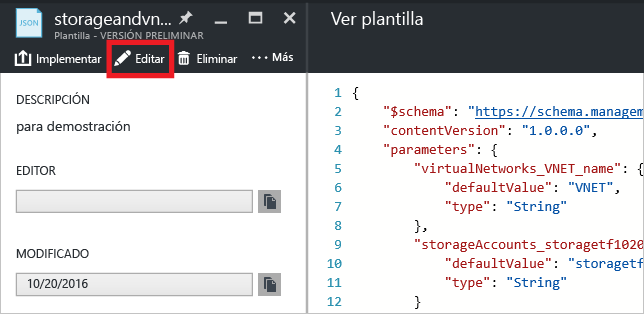 JSON
storageandvn...
Plantilla - VERSIÓN PRELIMINAR
Implementar Editar Eliminar ··· Más
DESCRIPCIÓN
para demostración
EDITOR
MODIFICADO
10/20/2016
Ver plantilla
1 {
2 "$schema": "https://schema.managem
3 "contentVersion": "1.0.0.0",
4 "parameters": {
5 "virtualNetworks_VNET_name": {
6 "defaultValue": "VNET",
7 "type": "String"
8 },
9 "storageAccounts_storagetf1020
10 "defaultValue": "storagetf
11 "type": "String"
12 }